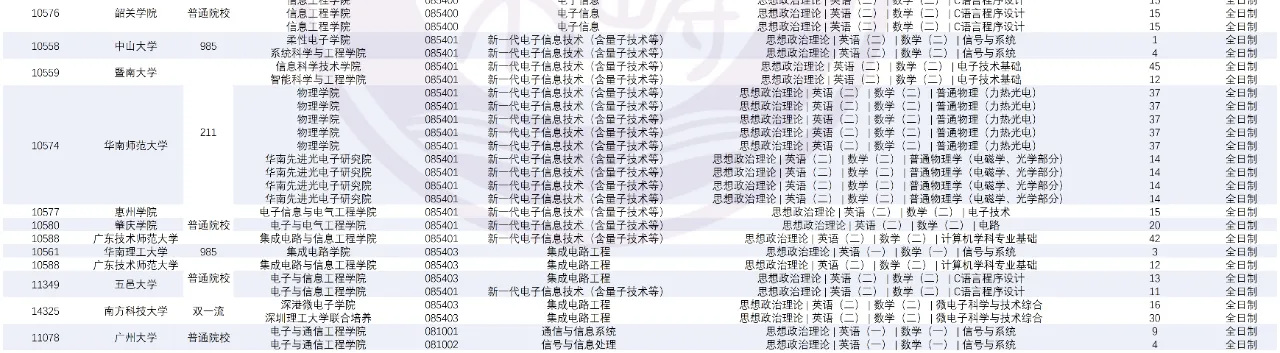 信息工程学院 085400 电子信息 思想政治理论 | 英语（二） | 数学（二） | C语言程序设计 15 全日制
10576 韶关学院 普通院校 信息工程学院 085400 电子信息 思想政治理论 | 英语（二） | 数学（二） | C语言程序设计 15 全日制
信息工程学院 085400 电子信息 思想政治理论 | 英语（二） | 数学（二） | C语言程序设计 15 全日制
10558 中山大学 985 柔性电子学院 085401 新一代电子信息技术（含量子技术等） 思想政治理论 | 英语（二） | 数学（二） | 信号与系统 1 全日制
系统科学与工程学院 085401 新一代电子信息技术（含量子技术等） 思想政治理论 | 英语（二） | 数学（二） | 信号与系统 4 全日制
10559 暨南大学 信息科学技术学院 085401 新一代电子信息技术（含量子技术等） 思想政治理论 | 英语（二） | 数学（二） | 电子技术基础 45 全日制
智能科学与工程学院 085401 新一代电子信息技术（含量子技术等） 思想政治理论 | 英语（二） | 数学（二） | 电子技术基础 12 全日制
物理学院 085401 新一代电子信息技术（含量子技术等） 思想政治理论 | 英语（二） | 数学（二） | 普通物理（力热光电） 37 全日制
物理学院 085401 新一代电子信息技术（含量子技术等） 思想政治理论 | 英语（二） | 数学（二） | 普通物理（力热光电） 37 全日制
物理学院 085401 新一代电子信息技术（含量子技术等） 思想政治理论 | 英语（二） | 数学（二） | 普通物理（力热光电） 37 全日制
211 物理学院 085401 新一代电子信息技术（含量子技术等） 思想政治理论 | 英语（二） | 数学（二） | 普通物理（力热光电） 37 全日制
10574 华南师范大学 物理学院 085401 新一代电子信息技术（含量子技术等） 思想政治理论 | 英语（二） | 数学（二） | 普通物理（力热光电） 37 全日制
华南先进光电子研究院 085401 新一代电子信息技术（含量子技术等） 思想政治理论 | 英语（二） | 数学（二） | 普通物理学（电磁学、光学部分） 14 全日制
华南先进光电子研究院 085401 新一代电子信息技术（含量子技术等） 思想政治理论 | 英语（二） | 数学（二） | 普通物理学（电磁学、光学部分） 14 全日制
华南先进光电子研究院 085401 新一代电子信息技术（含量子技术等） 思想政治理论 | 英语（二） | 数学（二） | 普通物理学（电磁学、光学部分） 14 全日制
华南先进光电子研究院 085401 新一代电子信息技术（含量子技术等） 思想政治理论 | 英语（二） | 数学（二） | 普通物理学（电磁学、光学部分） 14 全日制
10577 惠州学院 电子信息与电气工程学院 085401 新一代电子信息技术（含量子技术等） 思想政治理论 | 英语（二） | 数学（二） | 电子技术 15 全日制
10580 肇庆学院 普通院校 电子与电气工程学院 085401 新一代电子信息技术（含量子技术等） 思想政治理论 | 英语（二） | 数学（二） | 电路 20 全日制
10588 广东技术师范大学 集成电路与信息工程学院 085401 新一代电子信息技术（含量子技术等） 思想政治理论 | 英语（二） | 数学（二） | 计算机学科专业基础 42 全日制
10561 华南理工大学 985 集成电路学院 085403 集成电路工程 思想政治理论 | 英语（一） | 数学（一） | 信号与系统 3 全日制
10588 广东技术师范大学 普通院校 集成电路与信息工程学院 085403 集成电路工程 思想政治理论 | 英语（二） | 数学（二） | 计算机学科专业基础 12 全日制
11349 五邑大学 电子与信息工程学院 085403 集成电路工程 思想政治理论 | 英语（二） | 数学（二） | C语言程序设计 13 全日制
电子与信息工程学院 085401 新一代电子信息技术（含量子技术等） 思想政治理论 | 英语（二） | 数学（二） | C语言程序设计 11 全日制
14325 南方科技大学 双一流 深港微电子学院 085403 集成电路工程 思想政治理论 | 英语（二） | 数学（二） | 微电子科学与技术综合 16 全日制
深圳理工大学联合培养 085403 集成电路工程 思想政治理论 | 英语（二） | 数学（二） | 微电子科学与技术综合 30 全日制
11078 广州大学 普通院校 电子与通信工程学院 081001 通信与信息系统 思想政治理论 | 英语（一） | 数学（一） | 信号与系统 9 全日制
电子与通信工程学院 081002 信号与信息处理 思想政治理论 | 英语（一） | 数学（一） | 信号与系统 4 全日制